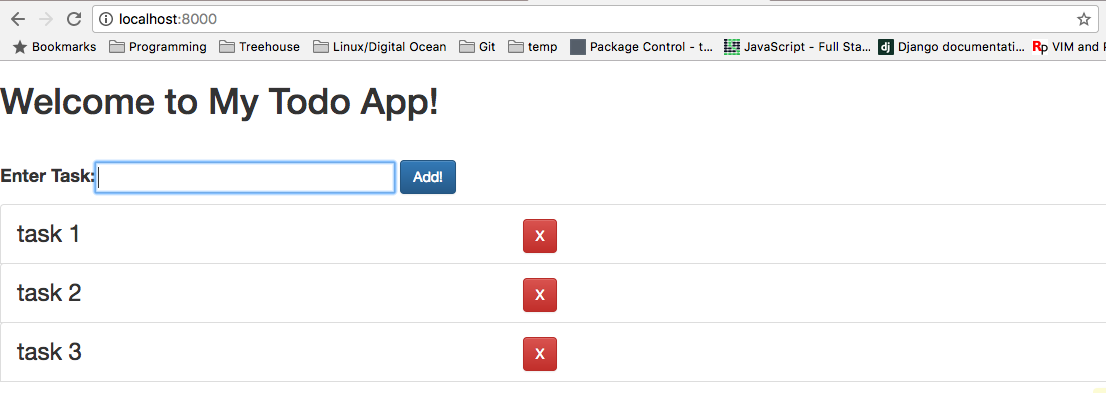 localhost:8000
Bookmarks Programming Treehouse Linux/Digital Ocean Git temp Package Control - t... JavaScript - Full Sta... dj Django documentati... Rp VIM and
Welcome to My Todo App!
Enter Task: Add!
task 1 X
task 2 X
task 3 X